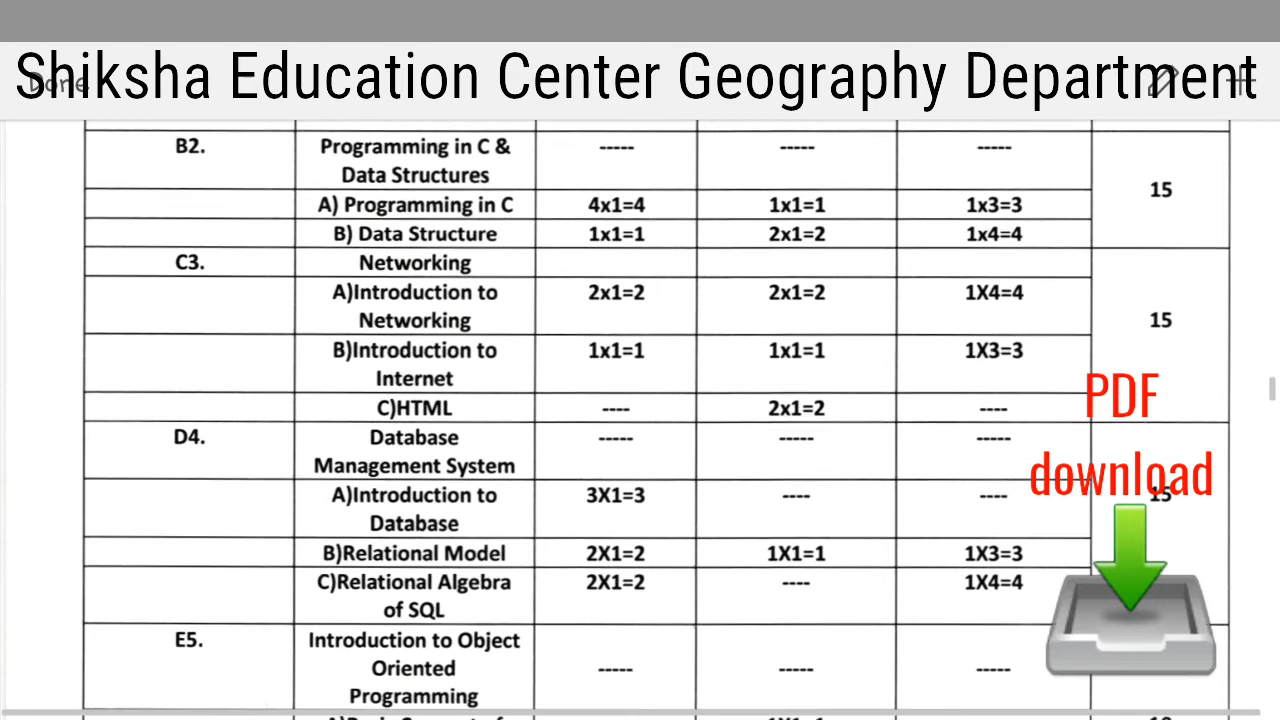 Shiksha Education Center Geography Department
Done
B2. Programming in C & ----- ----- -----
Data Structures
15
A) Programming in C 4x1=4 1x1=1 1x3=3
B) Data Structure 1x1=1 2x1=2 1x4=4
C3. Networking
A)Introduction to 2x1=2 2x1=2 1X4=4
Networking
15
B)Introduction to 1x1=1 1x1=1 1X3=3
Internet
PDF
C)HTML ---- 2x1=2 ----
D4. Database ----- ----- -----
Management System
download
A)Introduction to 3X1=3 ---- ---- 15
Database
B)Relational Model 2X1=2 1X1=1 1X3=3
C)Relational Algebra 2X1=2 ---- 1X4=4
of SQL
E5. Introduction to Object
Oriented ----- ----- -----
Programming